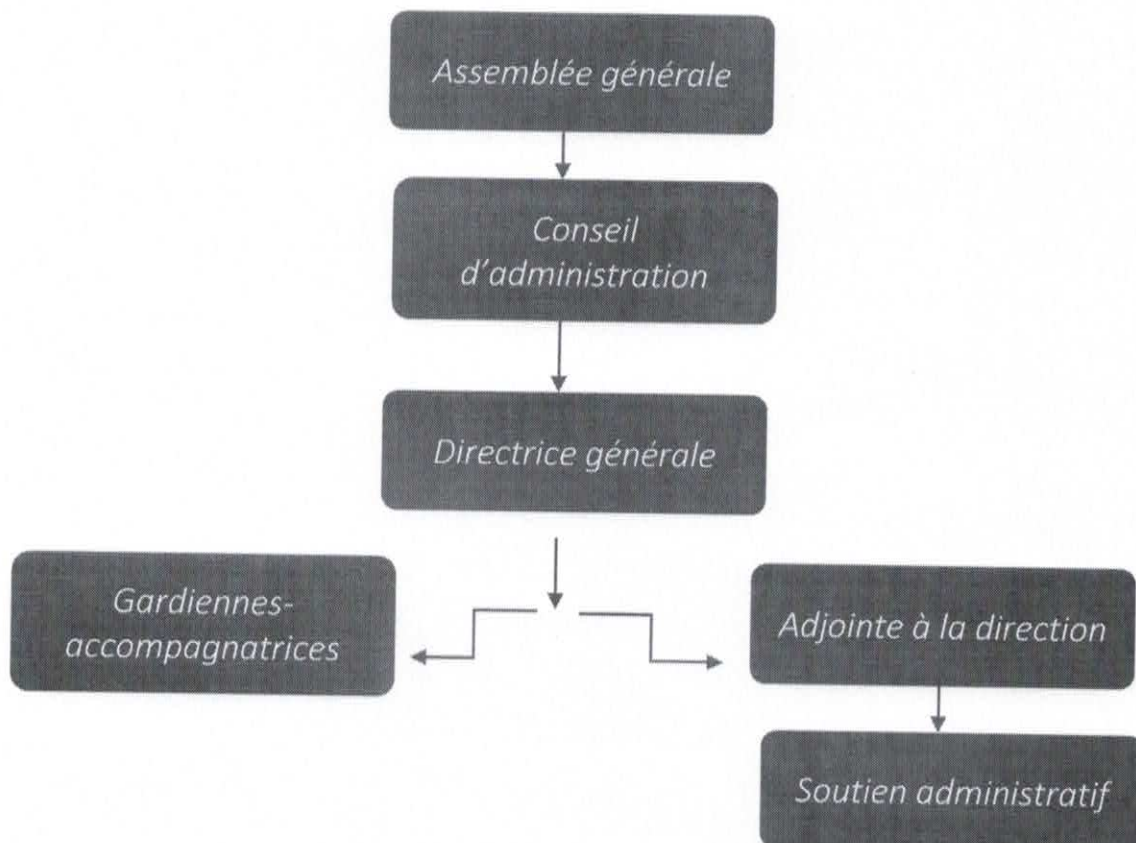 Assemblée générale
Conseil
d'administration
Directrice générale
Gardiennes-
accompagnatrices
Adjointe à la direction
Soutien administratif